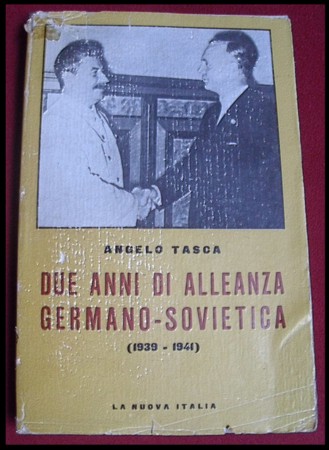 ANGELO TASCA
DUE ANNI DI ALLEANZA
GERMANO-SOVIETICA
(1939 - 1941)
LA NUOVA ITALIA